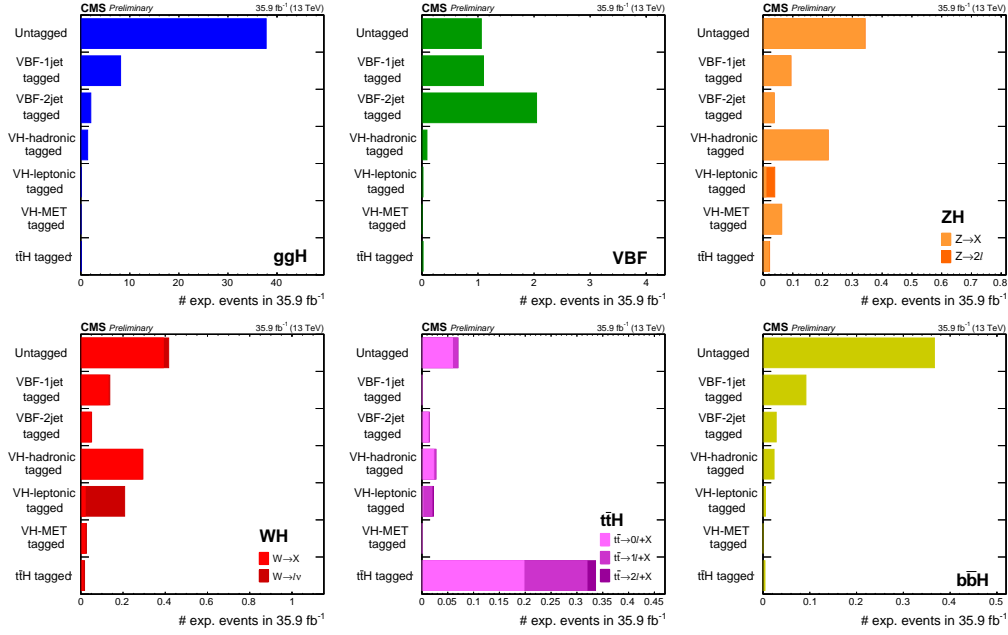 CMS Preliminary 35.9 fb⁻¹ (13 TeV)
Untagged
VBF-1jet
tagged
VBF-2jet
tagged
VH-hadronic
tagged
VH-leptonic
tagged
VH-MET
tagged
tt̄H tagged
ggH
0 10 20 30 40
# exp. events in 35.9 fb⁻¹
CMS Preliminary 35.9 fb⁻¹ (13 TeV)
Untagged
VBF-1jet
tagged
VBF-2jet
tagged
VH-hadronic
tagged
VH-leptonic
tagged
VH-MET
tagged
tt̄H tagged
VBF
0 1 2 3 4
# exp. events in 35.9 fb⁻¹
CMS Preliminary 35.9 fb⁻¹ (13 TeV)
Untagged
VBF-1jet
tagged
VBF-2jet
tagged
VH-hadronic
tagged
VH-leptonic
tagged
VH-MET
tagged
tt̄H tagged
ZH
Z→X
Z→2l
0 0.1 0.2 0.3 0.4 0.5 0.6 0.7 0.8
# exp. events in 35.9 fb⁻¹
CMS Preliminary 35.9 fb⁻¹ (13 TeV)
Untagged
VBF-1jet
tagged
VBF-2jet
tagged
VH-hadronic
tagged
VH-leptonic
tagged
VH-MET
tagged
tt̄H tagged
WH
W→X
W→lν
0 0.2 0.4 0.6 0.8 1
# exp. events in 35.9 fb⁻¹
CMS Preliminary 35.9 fb⁻¹ (13 TeV)
Untagged
VBF-1jet
tagged
VBF-2jet
tagged
VH-hadronic
tagged
VH-leptonic
tagged
VH-MET
tagged
tt̄H tagged
tt̄H
tt̄→0l+X
tt̄→1l+X
tt̄→2l+X
0 0.05 0.1 0.15 0.2 0.25 0.3 0.35 0.4 0.45
# exp. events in 35.9 fb⁻¹
CMS Preliminary 35.9 fb⁻¹ (13 TeV)
Untagged
VBF-1jet
tagged
VBF-2jet
tagged
VH-hadronic
tagged
VH-leptonic
tagged
VH-MET
tagged
tt̄H tagged
bb̄H
0 0.1 0.2 0.3 0.4 0.5
# exp. events in 35.9 fb⁻¹